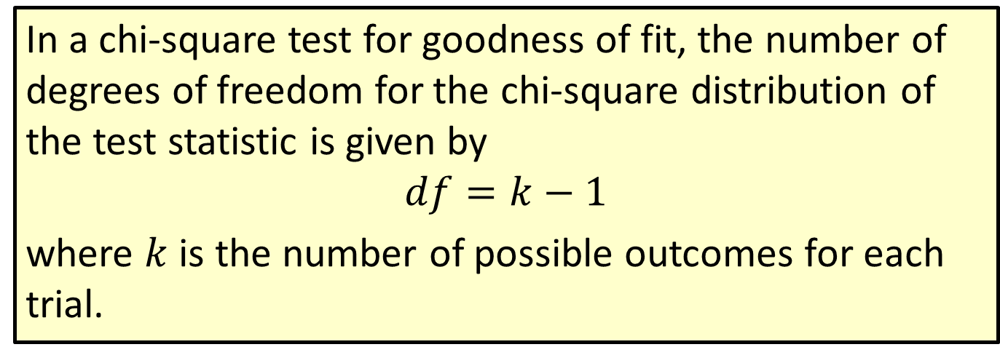 In a chi-square test for goodness of fit, the number of
degrees of freedom for the chi-square distribution of
the test statistic is given by
df = k − 1
where k is the number of possible outcomes for each
trial.